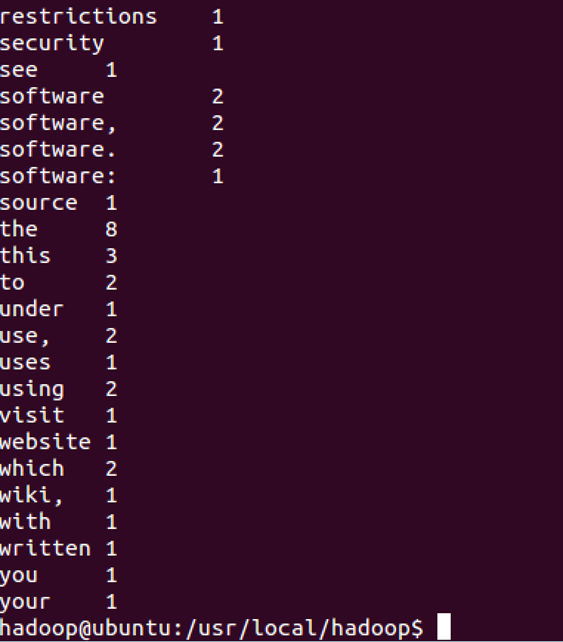 restrictions 1
security 1
see 1
software 2
software, 2
software. 2
software: 1
source 1
the 8
this 3
to 2
under 1
use, 2
uses 1
using 2
visit 1
website 1
which 2
wiki, 1
with 1
written 1
you 1
your 1
hadoop@ubuntu:/usr/local/hadoop$